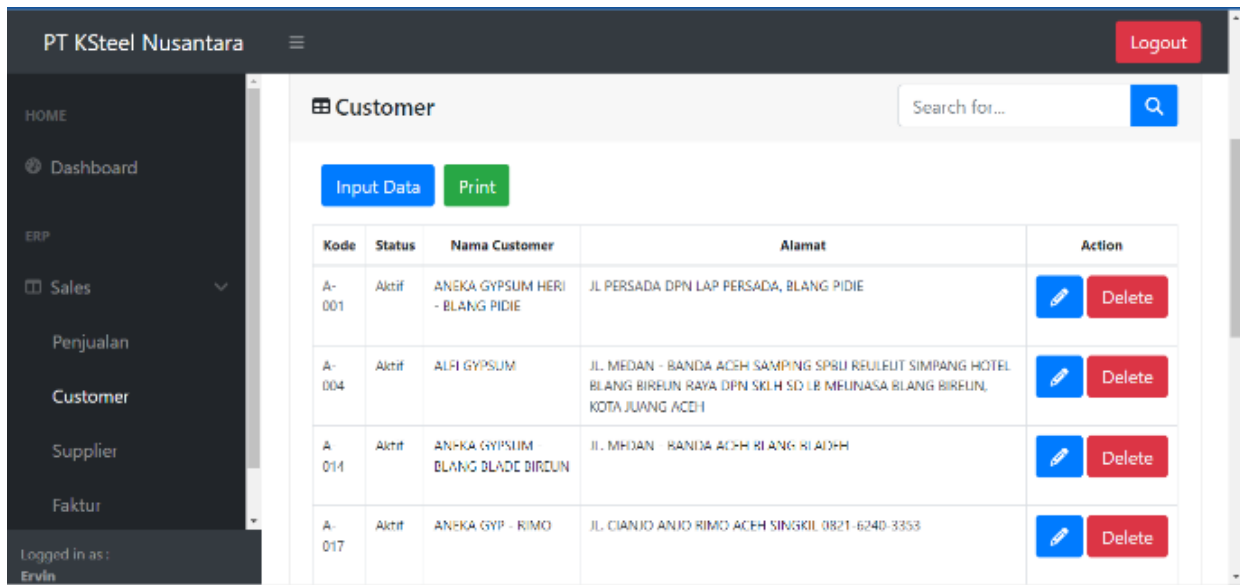 PT KSteel Nusantara
Logout
HOME
Dashboard
ERP
Sales
Penjualan
Customer
Supplier
Faktur
Logged in as :
Ervin
Customer
Search for...
Input Data
Print
Kode Status Nama Customer Alamat Action
A- Aktif ANEKA GYPSUM HERI JL PERSADA DPN LAP PERSADA, BLANG PIDIE Delete
001 - BLANG PIDIE
A- Aktif ALFI GYPSUM JL. MEDAN - BANDA ACEH SAMPING SPBU REULEUT SIMPANG HOTEL Delete
004 BLANG BIREUN RAYA DPN SKLH SD LB MEUNASA BLANG BIREUN,
KOTA JUANG ACEH
A- Aktif ANEKA GYPSUM - JL. MEDAN - BANDA ACEH BLANG BLADEH Delete
014 BLANG BLADE BIREUN
A- Aktif ANEKA GYP - RIMO JL. CIANJO ANJO RIMO ACEH SINGKIL 0821-6240-3353 Delete
017